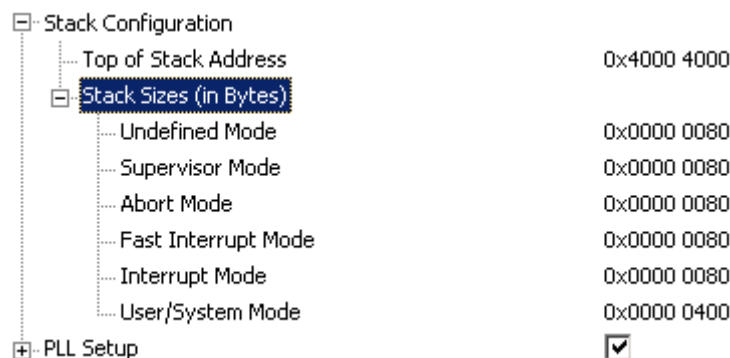 Stack Configuration
Top of Stack Address 0x4000 4000
Stack Sizes (in Bytes)
Undefined Mode 0x0000 0080
Supervisor Mode 0x0000 0080
Abort Mode 0x0000 0080
Fast Interrupt Mode 0x0000 0080
Interrupt Mode 0x0000 0080
User/System Mode 0x0000 0400
PLL Setup